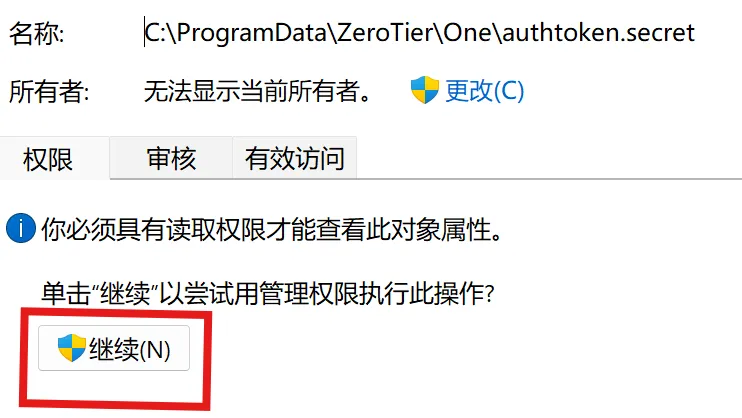 名称: C:\ProgramData\ZeroTier\One\authtoken.secret
所有者: 无法显示当前所有者。 更改(C)
权限 审核 有效访问
你必须具有读取权限才能查看此对象属性。
单击“继续”以尝试用管理权限执行此操作?
继续(N)